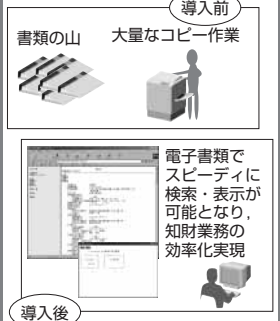 導入前
書類の山
大量なコピー作業
電子書類で
スピーディに
検索・表示が
可能となり,
知財業務の
効率化実現
導入後